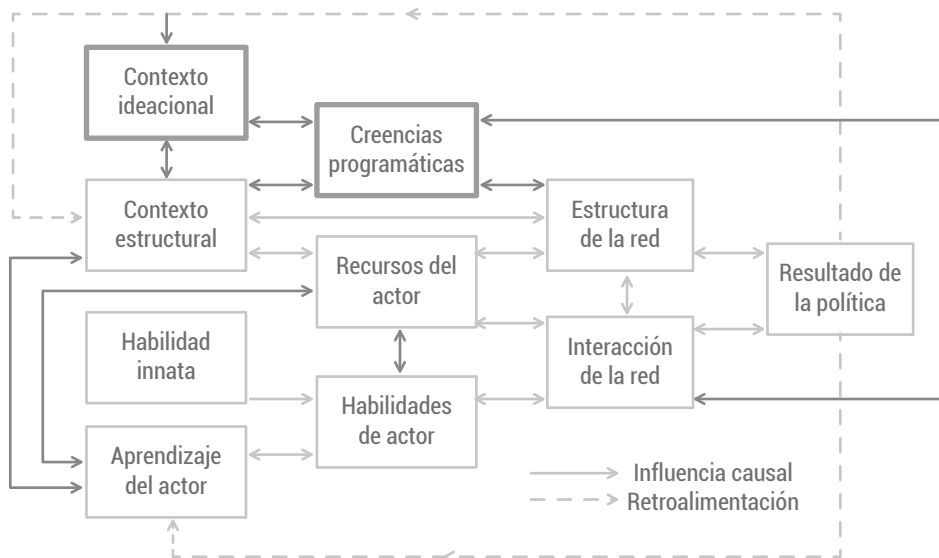 Contexto
ideacional
Creencias
programáticas
Contexto
estructural
Estructura
de la red
Recursos del
actor
Resultado de
la política
Habilidad
innata
Interacción
de la red
Habilidades
de actor
Aprendizaje
del actor
Influencia causal
Retroalimentación